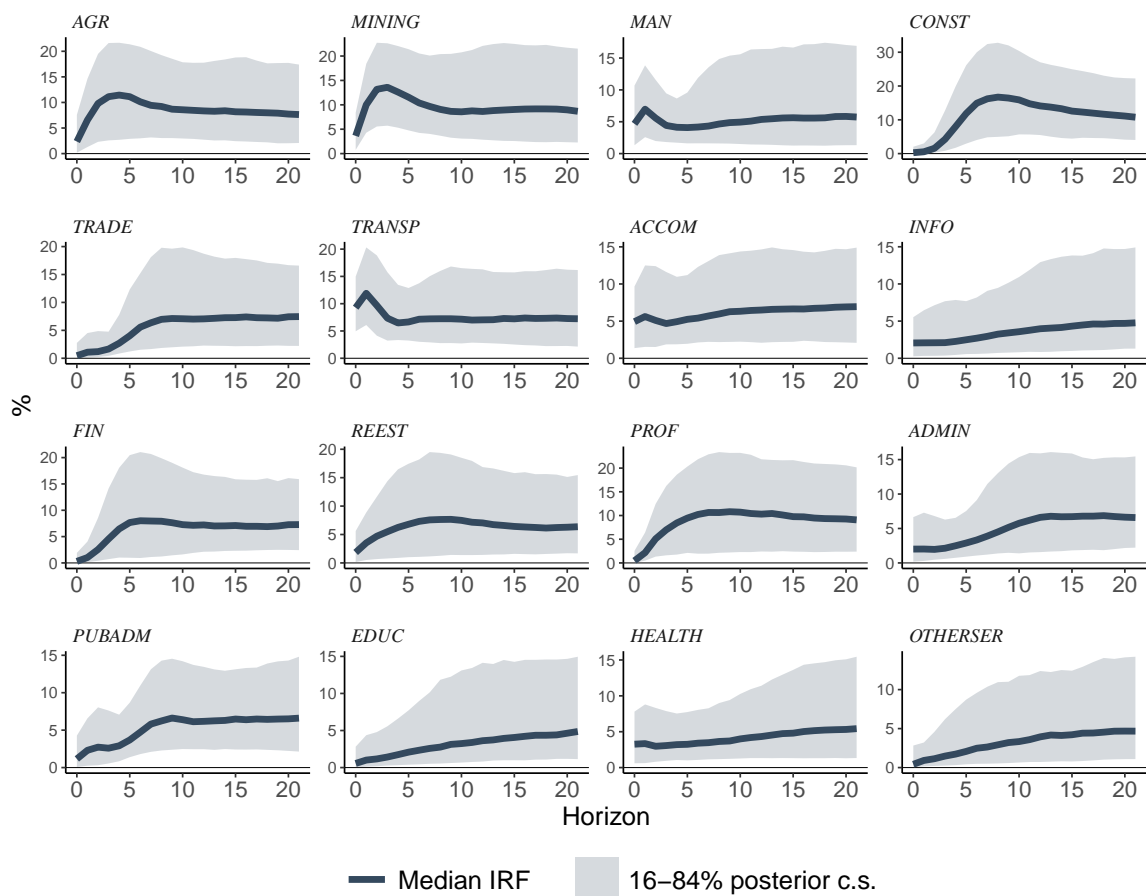 AGR MINING MAN CONST
20 15 10 5 0
20 15 10 5 0
15 10 5 0
30 20 10 0
0 5 10 15 20 0 5 10 15 20 0 5 10 15 20 0 5 10 15 20
TRADE TRANSP ACCOM INFO
20 15 10 5 0
20 15 10 5 0
15 10 5 0
15 10 5 0
0 5 10 15 20 0 5 10 15 20 0 5 10 15 20 0 5 10 15 20
%
FIN REEST PROF ADMIN
20 15 10 5 0
20 15 10 5 0
20 15 10 5 0
15 10 5 0
0 5 10 15 20 0 5 10 15 20 0 5 10 15 20 0 5 10 15 20
PUBADM EDUC HEALTH OTHERSER
15 10 5 0
15 10 5 0
15 10 5 0
10 5 0
0 5 10 15 20 0 5 10 15 20 0 5 10 15 20 0 5 10 15 20
Horizon
Median IRF 16−84% posterior c.s.